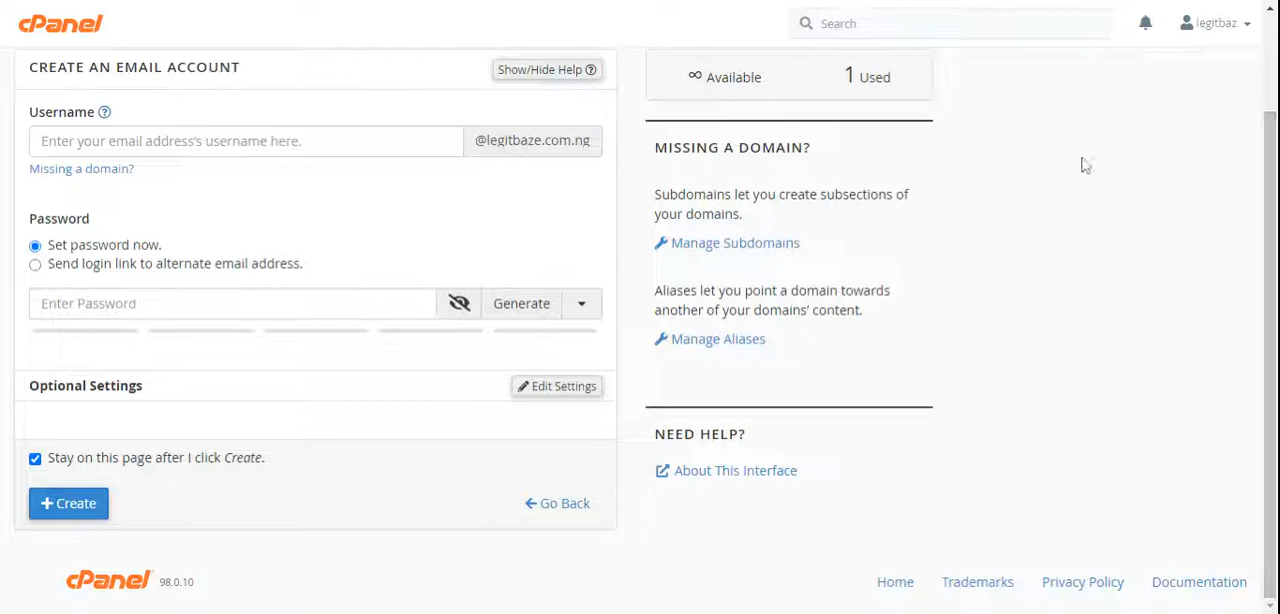 cPanel
Search
legitbaz
CREATE AN EMAIL ACCOUNT
Show/Hide Help
Username
Enter your email address's username here.
@legitbaze.com.ng
Missing a domain?
Password
Set password now.
Send login link to alternate email address.
Enter Password
Generate
Optional Settings
Edit Settings
Stay on this page after I click Create.
+ Create
Go Back
∞ Available
1 Used
MISSING A DOMAIN?
Subdomains let you create subsections of
your domains.
Manage Subdomains
Aliases let you point a domain towards
another of your domains' content.
Manage Aliases
NEED HELP?
About This Interface
cPanel 98.0.10
Home
Trademarks
Privacy Policy
Documentation